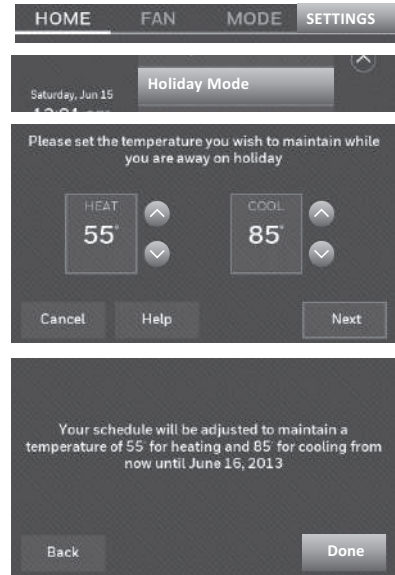 HOME FAN MODE SETTINGS
Holiday Mode
Saturday, Jun 15
Please set the temperature you wish to maintain while
you are away on holiday
HEAT COOL
55° 85°
Cancel Help Next
Your schedule will be adjusted to maintain a
temperature of 55° for heating and 85° for cooling from
now until June 16, 2013
Back Done